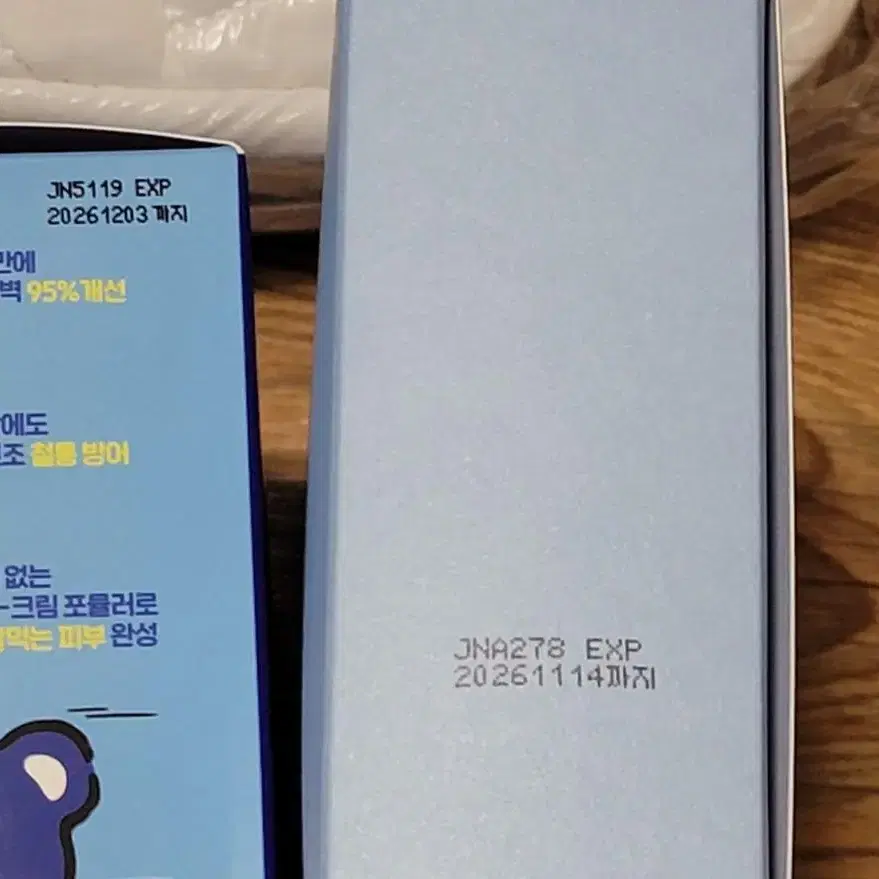 JN5119 EXP
20261203 까지
만에
벽 95% 개선
에도
조 철통 방어
없는
-크림 포뮬러로
먹는 피부 완성
JNA278 EXP
20261114까지